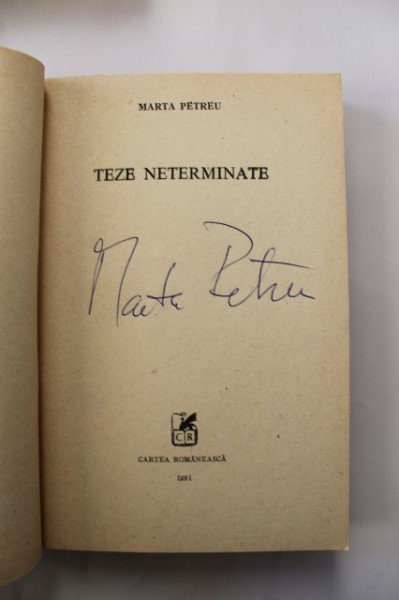 MARTA PETREU
TEZE NETERMINATE
Marta Petreu
CR
CARTEA ROMÂNEASCĂ
1991